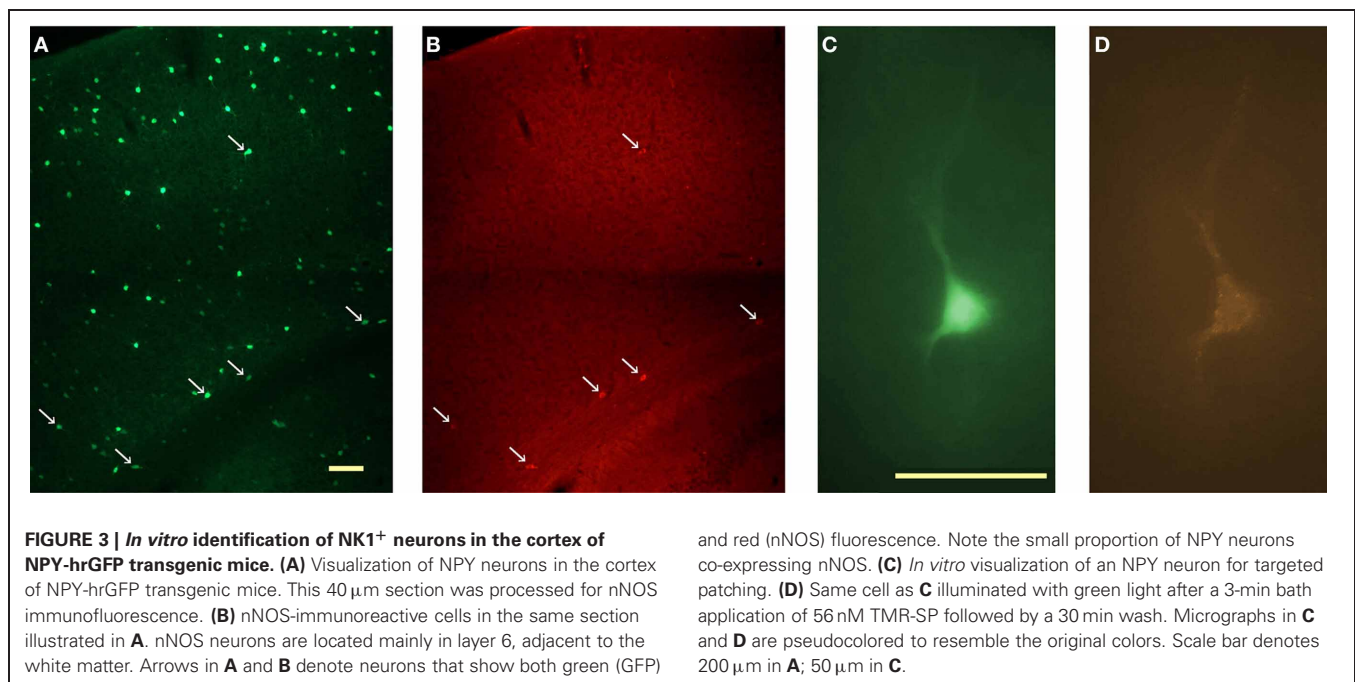 A
B
C
D
FIGURE 3 | In vitro identification of NK1+ neurons in the cortex of
NPY-hrGFP transgenic mice. (A) Visualization of NPY neurons in the cortex
of NPY-hrGFP transgenic mice. This 40 μm section was processed for nNOS
immunofluorescence. (B) nNOS-immunoreactive cells in the same section
illustrated in A. nNOS neurons are located mainly in layer 6, adjacent to the
white matter. Arrows in A and B denote neurons that show both green (GFP)
and red (nNOS) fluorescence. Note the small proportion of NPY neurons
co-expressing nNOS. (C) In vitro visualization of an NPY neuron for targeted
patching. (D) Same cell as C illuminated with green light after a 3-min bath
application of 56 nM TMR-SP followed by a 30 min wash. Micrographs in C
and D are pseudocolored to resemble the original colors. Scale bar denotes
200 μm in A; 50 μm in C.